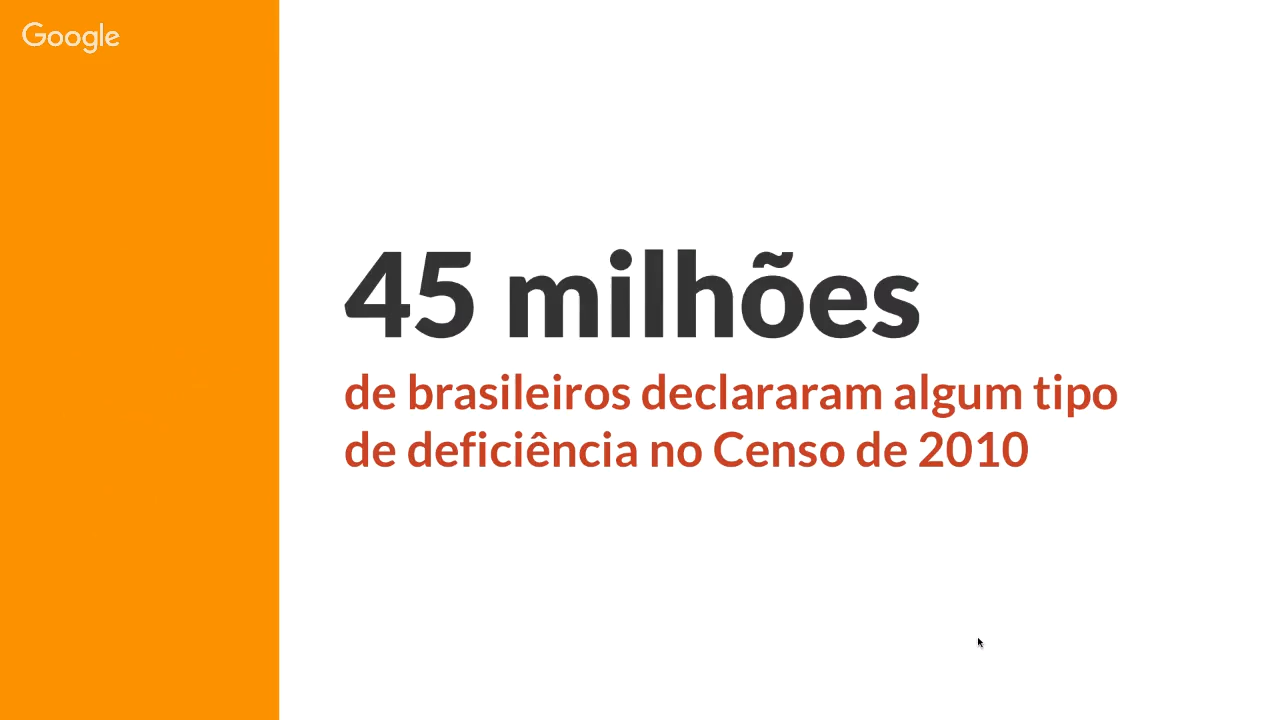 Google
45 milhões
de brasileiros declararam algum tipo
de deficiência no Censo de 2010